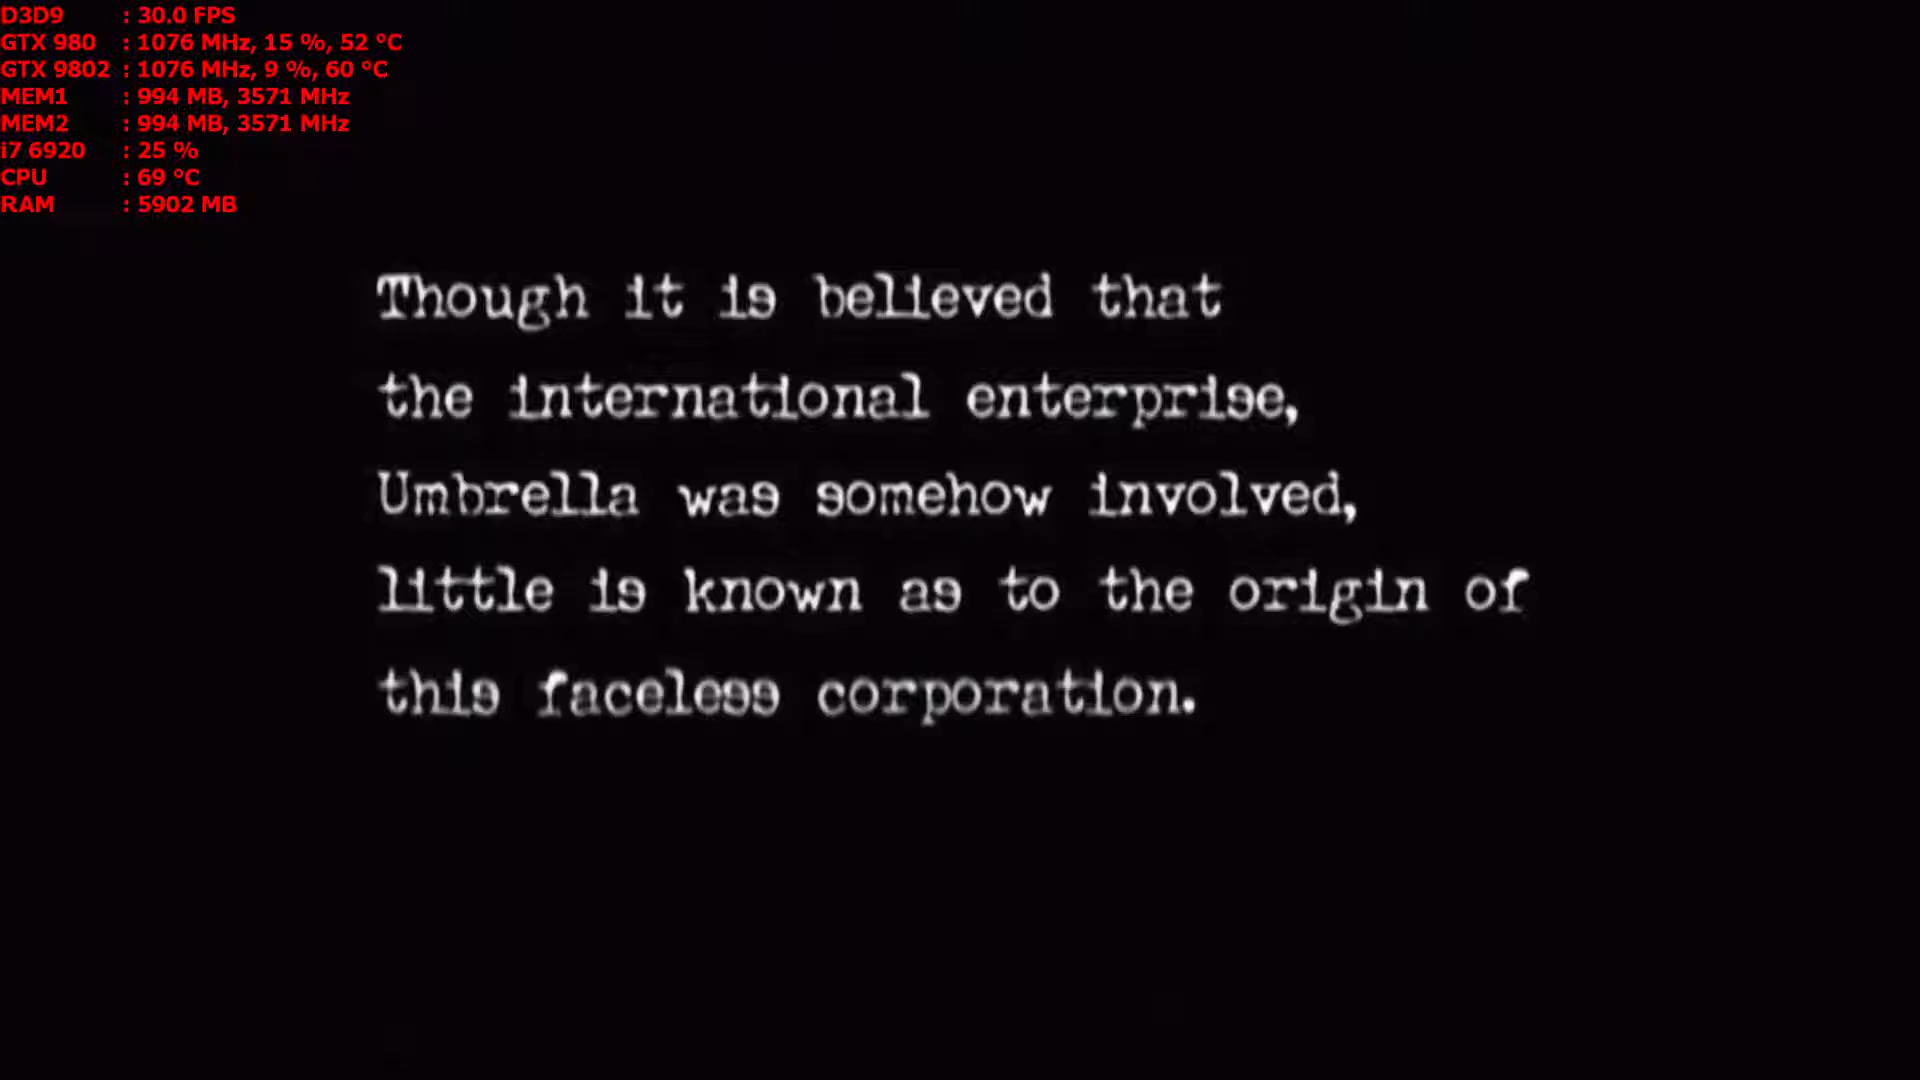 D3D9 : 30.0 FPS
GTX 980 : 1076 MHz, 15 %, 52 °C
GTX 9802 : 1076 MHz, 9 %, 60 °C
MEM1 : 994 MB, 3571 MHz
MEM2 : 994 MB, 3571 MHz
i7 6920 : 25 %
CPU : 69 °C
RAM : 5902 MB
Though it is believed that
the international enterprise,
Umbrella was somehow involved,
little is known as to the origin of
this faceless corporation.